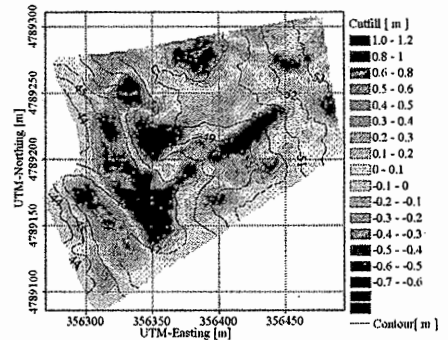 Cutfill [ m ]
1.0 - 1.2
0.8 - 1
0.6 - 0.8
0.5 - 0.6
0.4 - 0.5
0.3 - 0.4
0.2 - 0.3
0.1 - 0.2
0 - 0.1
-0.1 - 0
-0.2 - -0.1
-0.3 - -0.2
-0.4 - -0.3
-0.5 - -0.4
-0.6 - -0.5
-0.7 - -0.6
Contour[ m ]
UTM-Northing [m]
4789300
4789250
4789200
4789150
4789100
356300 356350 356400 356450
UTM-Easting [m]